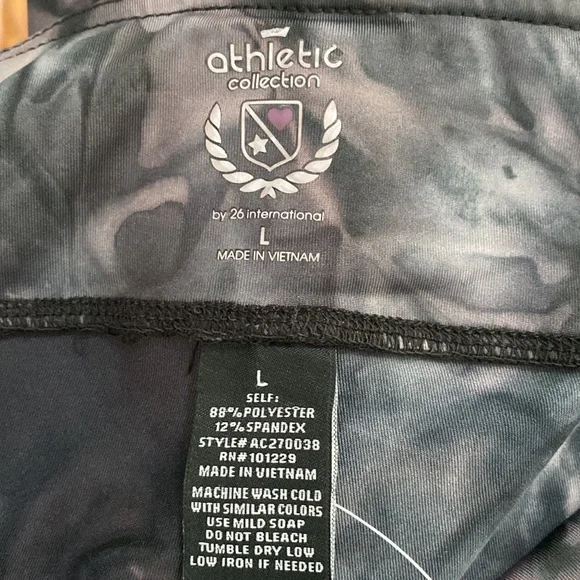 athletic
collection
by 26 international
L
MADE IN VIETNAM
L
SELF:
88% POLYESTER
12% SPANDEX
STYLE# AC270038
RN# 101229
MADE IN VIETNAM
MACHINE WASH COLD
WITH SIMILAR COLORS
USE MILD SOAP
DO NOT BLEACH
TUMBLE DRY LOW
LOW IRON IF NEEDED